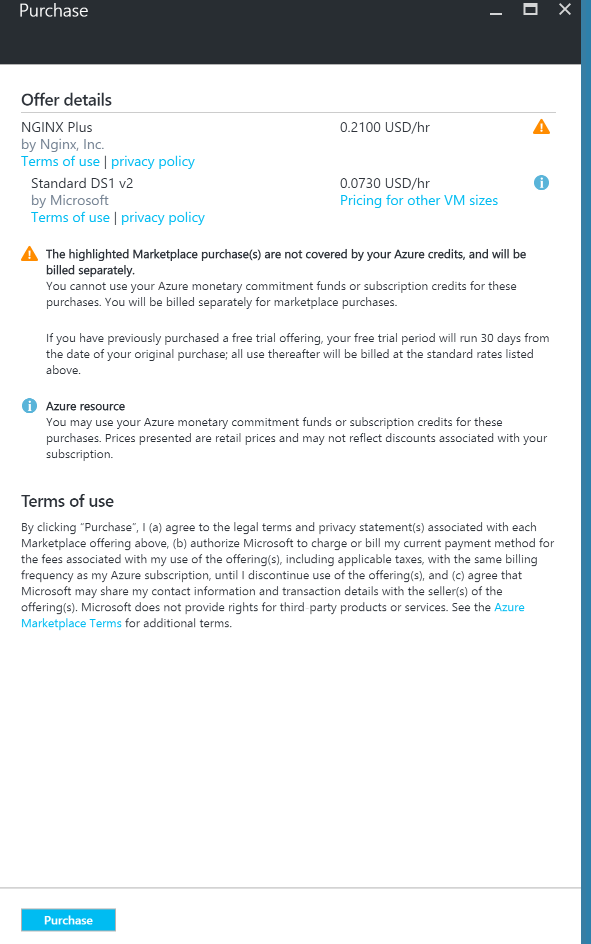 Purchase
Offer details
NGINX Plus 0.2100 USD/hr
by Nginx, Inc.
Terms of use | privacy policy
Standard DS1 v2 0.0730 USD/hr
by Microsoft Pricing for other VM sizes
Terms of use | privacy policy
The highlighted Marketplace purchase(s) are not covered by your Azure credits, and will be
billed separately.
You cannot use your Azure monetary commitment funds or subscription credits for these
purchases. You will be billed separately for marketplace purchases.
If you have previously purchased a free trial offering, your free trial period will run 30 days from
the date of your original purchase; all use thereafter will be billed at the standard rates listed
above.
Azure resource
You may use your Azure monetary commitment funds or subscription credits for these
purchases. Prices presented are retail prices and may not reflect discounts associated with your
subscription.
Terms of use
By clicking “Purchase”, I (a) agree to the legal terms and privacy statement(s) associated with each
Marketplace offering above, (b) authorize Microsoft to charge or bill my current payment method for
the fees associated with my use of the offering(s), including applicable taxes, with the same billing
frequency as my Azure subscription, until I discontinue use of the offering(s), and (c) agree that
Microsoft may share my contact information and transaction details with the seller(s) of the
offering(s). Microsoft does not provide rights for third-party products or services. See the Azure
Marketplace Terms for additional terms.
Purchase